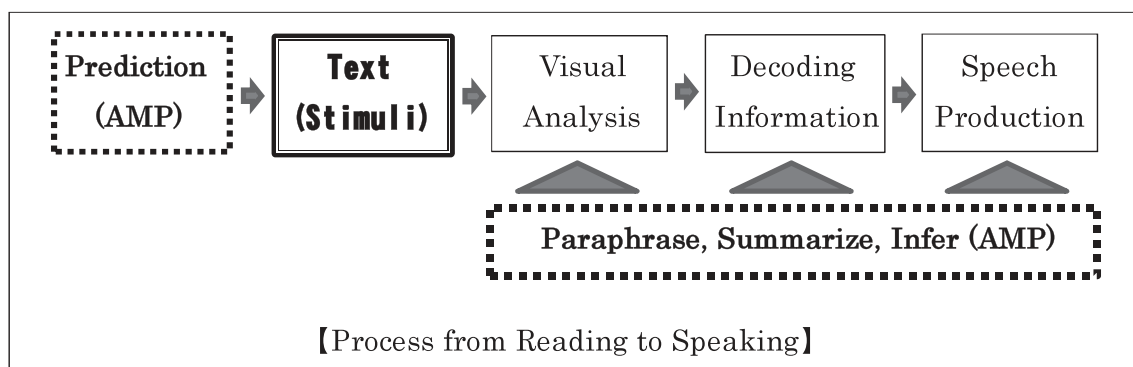 Prediction
(AMP)
Text
(Stimuli)
Visual
Analysis
Decoding
Information
Speech
Production
Paraphrase, Summarize, Infer (AMP)
【Process from Reading to Speaking】